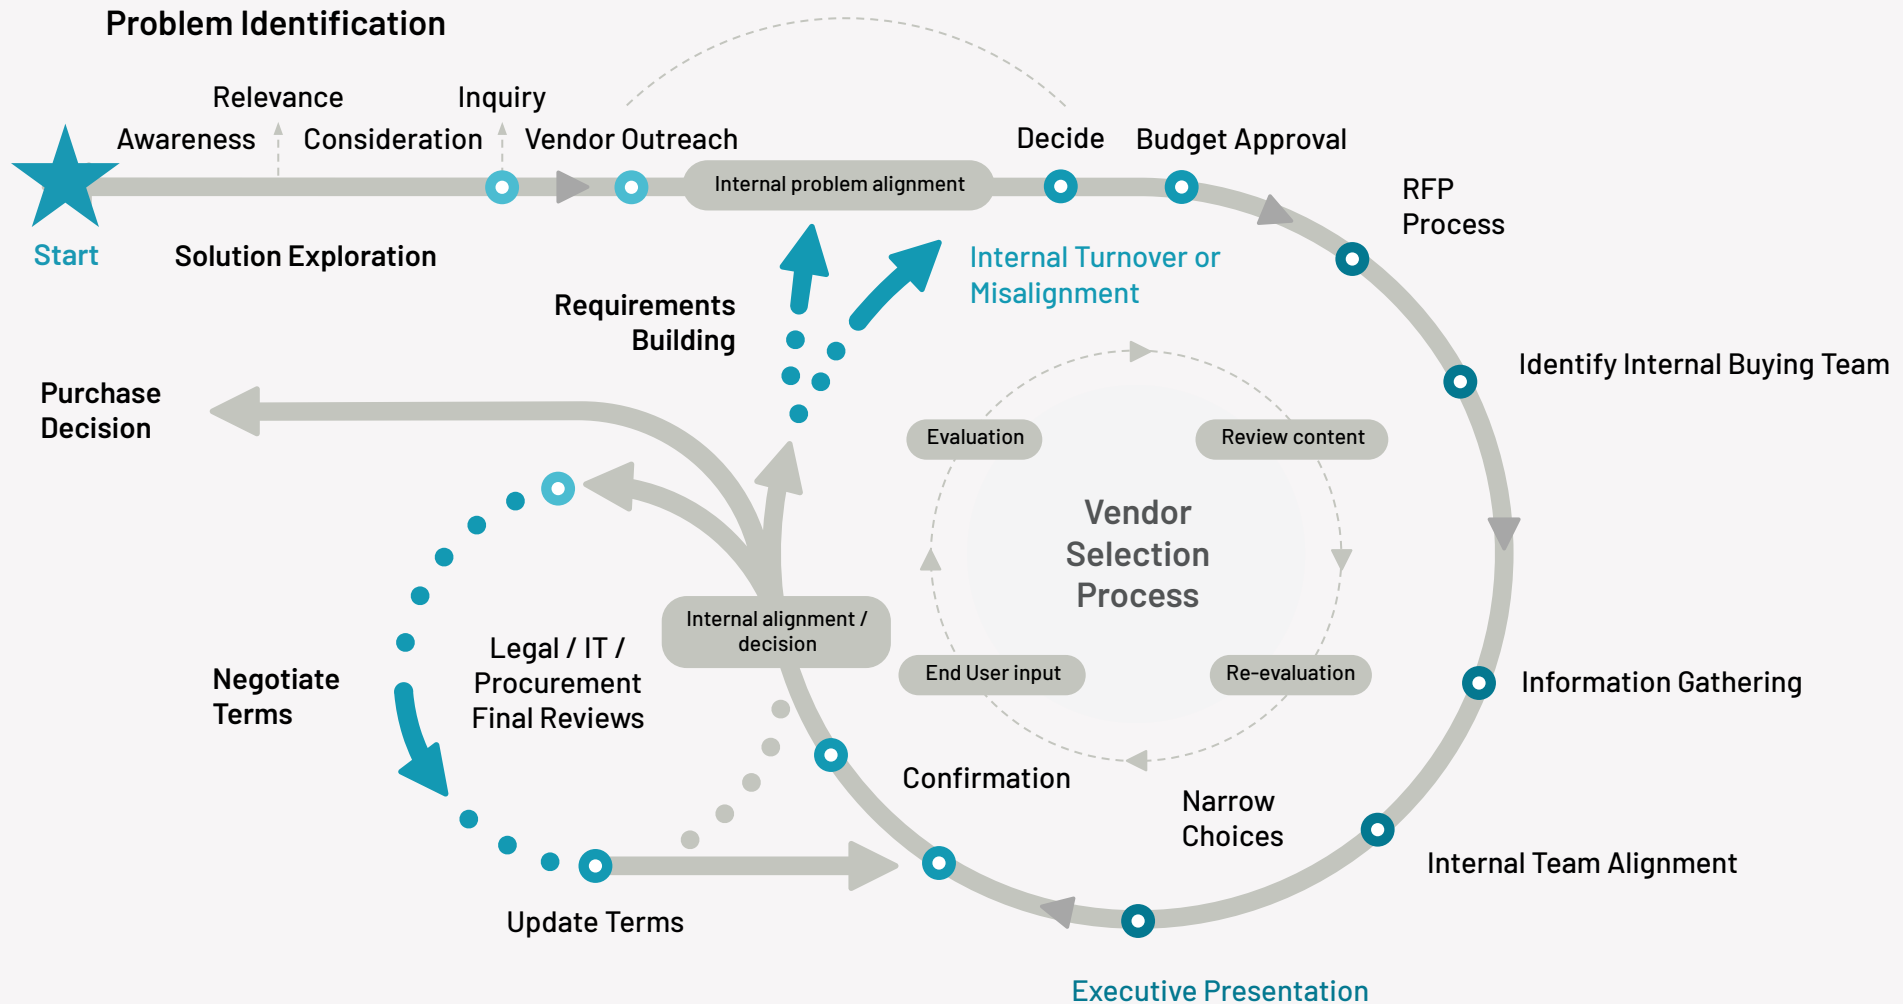 Problem Identification
Relevance
Inquiry
Awareness
Consideration
Vendor Outreach
Decide
Budget Approval
Internal problem alignment
RFP
Process
Start
Solution Exploration
Internal Turnover or
Misalignment
Requirements
Building
Identify Internal Buying Team
Purchase
Decision
Evaluation
Review content
Vendor
Selection
Process
Internal alignment /
decision
End User input
Re-evaluation
Negotiate
Terms
Legal / IT /
Procurement
Final Reviews
Information Gathering
Confirmation
Narrow
Choices
Internal Team Alignment
Update Terms
Executive Presentation